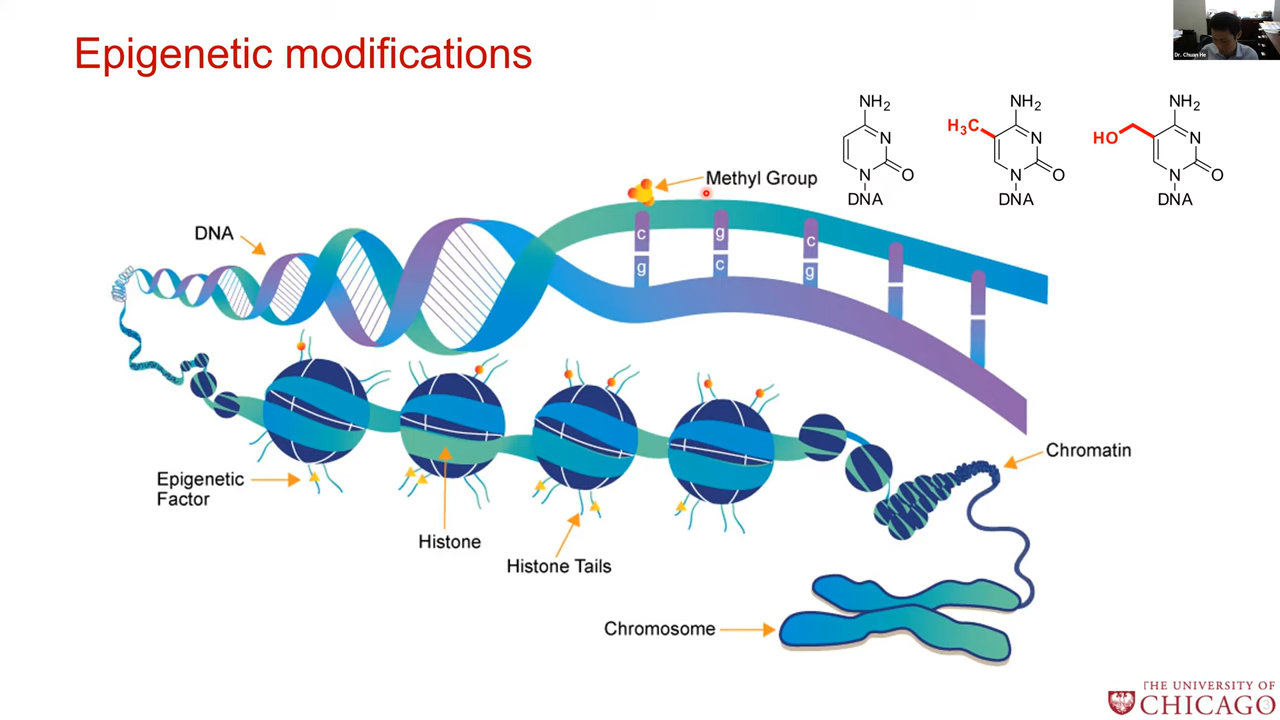 Epigenetic modifications
Dr. Chuan He
NH2
N
N
O
DNA
H3C
NH2
N
N
O
DNA
HO
NH2
N
N
O
DNA
Methyl Group
DNA
c
g
c
g
c
g
Chromatin
Epigenetic
Factor
Histone
Histone Tails
Chromosome
THE UNIVERSITY OF
CHICAGO
3